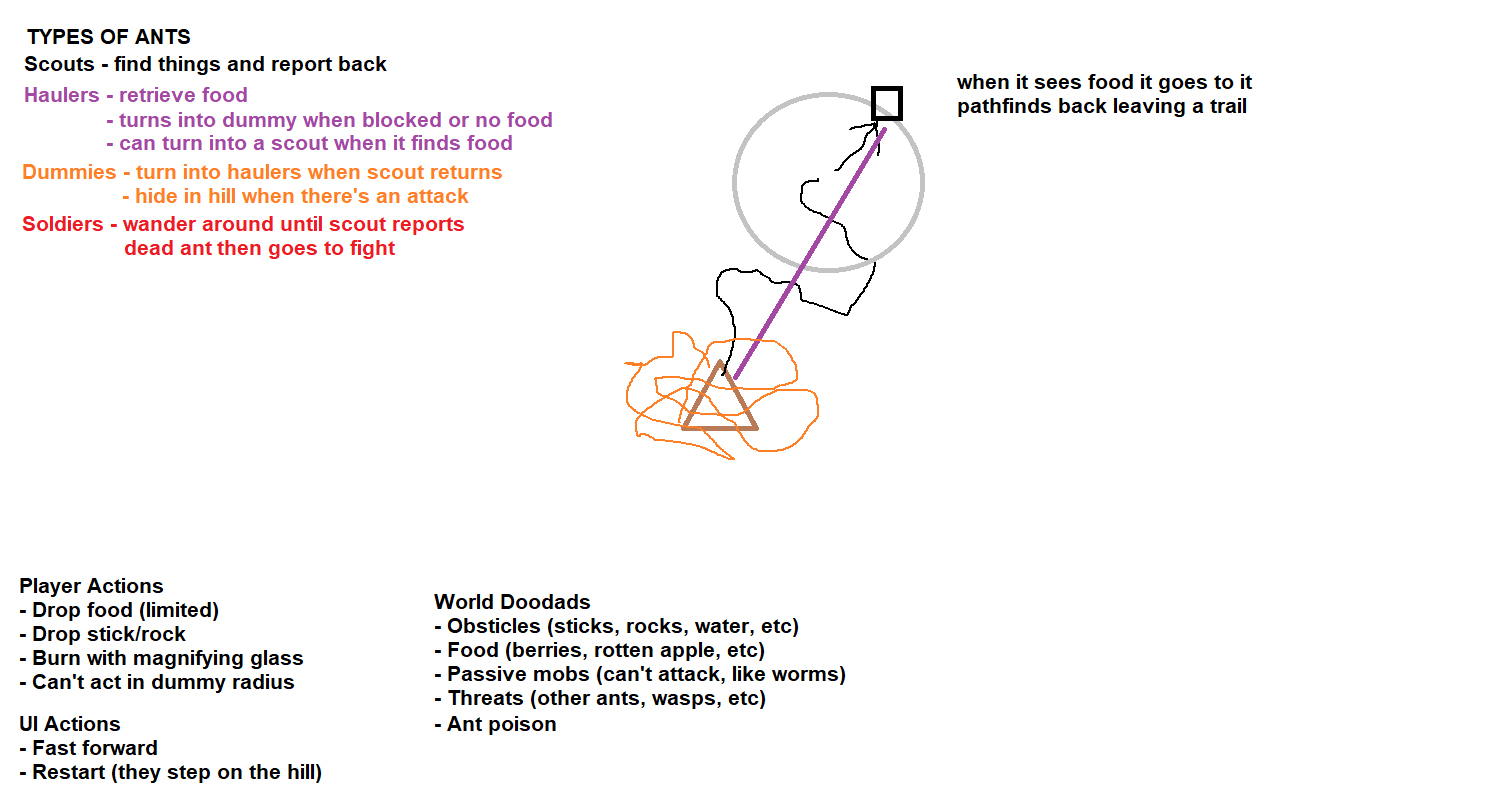 TYPES OF ANTS
Scouts - find things and report back
Haulers - retrieve food
- turns into dummy when blocked or no food
- can turn into a scout when it finds food
Dummies - turn into haulers when scout returns
- hide in hill when there's an attack
Soldiers - wander around until scout reports
dead ant then goes to fight
when it sees food it goes to it
pathfinds back leaving a trail
Player Actions
- Drop food (limited)
- Drop stick/rock
- Burn with magnifying glass
- Can't act in dummy radius
UI Actions
- Fast forward
- Restart (they step on the hill)
World Doodads
- Obsticles (sticks, rocks, water, etc)
- Food (berries, rotten apple, etc)
- Passive mobs (can't attack, like worms)
- Threats (other ants, wasps, etc)
- Ant poison